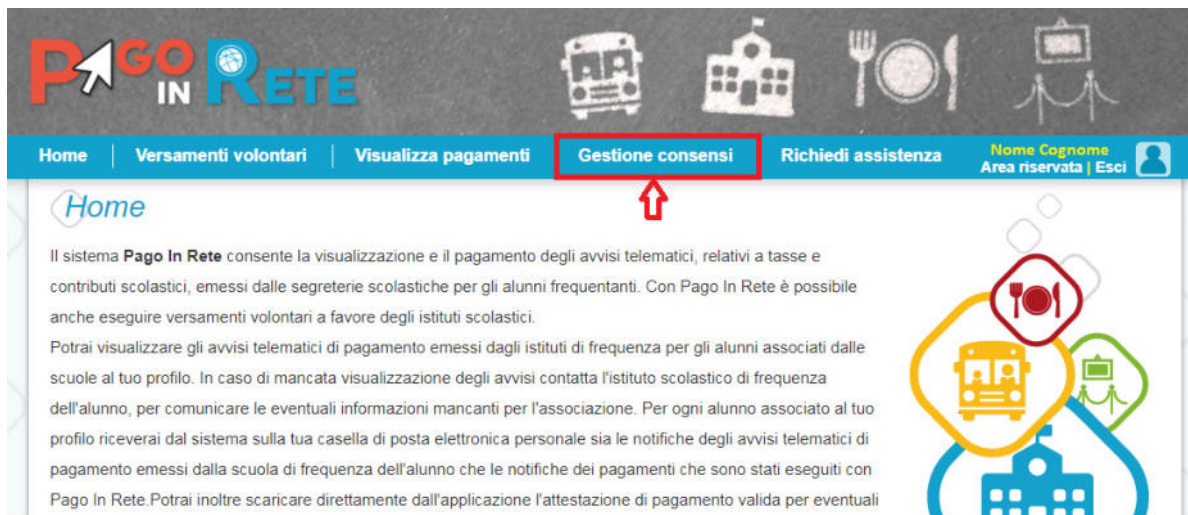 PAGO IN RETE
Home Versamenti volontari Visualizza pagamenti Gestione consensi Richiedi assistenza Nome Cognome
Area riservata | Esci
Home
Il sistema Pago In Rete consente la visualizzazione e il pagamento degli avvisi telematici, relativi a tasse e
contributi scolastici, emessi dalle segreterie scolastiche per gli alunni frequentanti. Con Pago In Rete è possibile
anche eseguire versamenti volontari a favore degli istituti scolastici.
Potrai visualizzare gli avvisi telematici di pagamento emessi dagli istituti di frequenza per gli alunni associati dalle
scuole al tuo profilo. In caso di mancata visualizzazione degli avvisi contatta l'istituto scolastico di frequenza
dell'alunno, per comunicare le eventuali informazioni mancanti per l'associazione. Per ogni alunno associato al tuo
profilo riceverai dal sistema sulla tua casella di posta elettronica personale sia le notifiche degli avvisi telematici di
pagamento emessi dalla scuola di frequenza dell'alunno che le notifiche dei pagamenti che sono stati eseguiti con
Pago In Rete.Potrai inoltre scaricare direttamente dall'applicazione l'attestazione di pagamento valida per eventuali